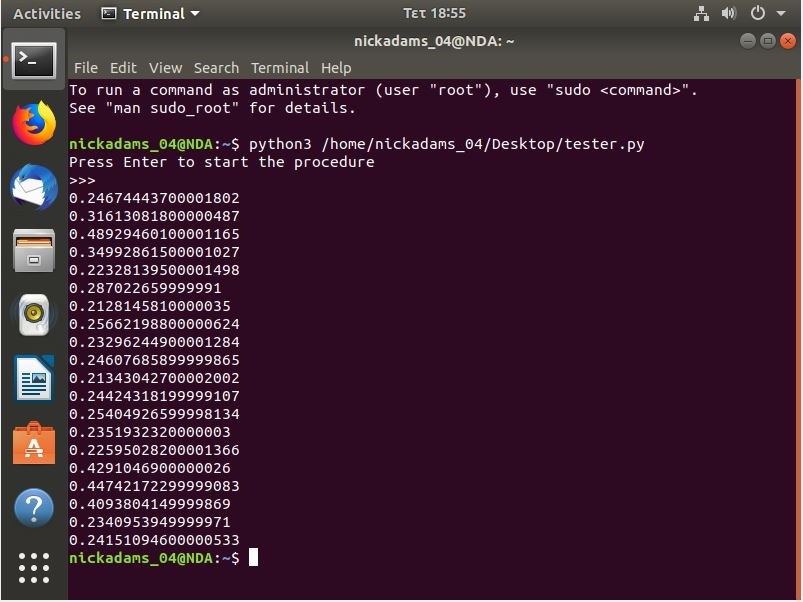 Activities Terminal Τετ 18:55
nickadams_04@NDA: ~
File Edit View Search Terminal Help
To run a command as administrator (user "root"), use "sudo <command>".
See "man sudo_root" for details.
nickadams_04@NDA:~$ python3 /home/nickadams_04/Desktop/tester.py
Press Enter to start the procedure
>>>
0.24674443700001802
0.31613081800000487
0.48929460100001165
0.34992861500001027
0.22328139500001498
0.287022659999991
0.2128145810000035
0.25662198800000624
0.23296244900001284
0.24607685899999865
0.21343042700002002
0.24424318199999107
0.25404926599998134
0.2351932320000003
0.22595028200001366
0.4291046900000026
0.44742172299999083
0.4093804149999869
0.2340953949999971
0.24151094600000533
nickadams_04@NDA:~$